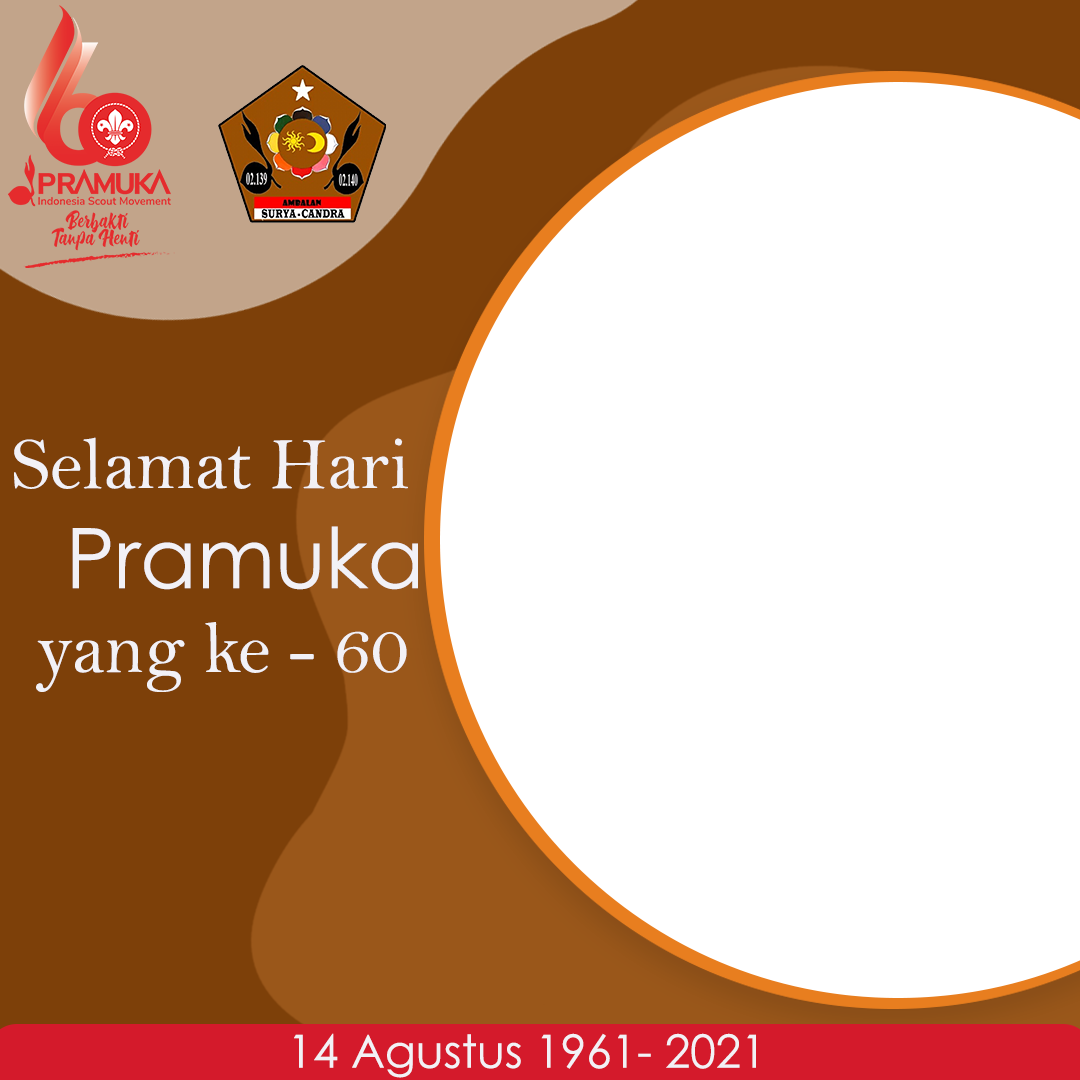 PRAMUKA
Indonesia Scout Movement
Berbakti
Tanpa Henti
02.139
02.140
AMBALAN
SURYA - CANDRA
Selamat Hari
Pramuka
yang ke - 60
14 Agustus 1961- 2021